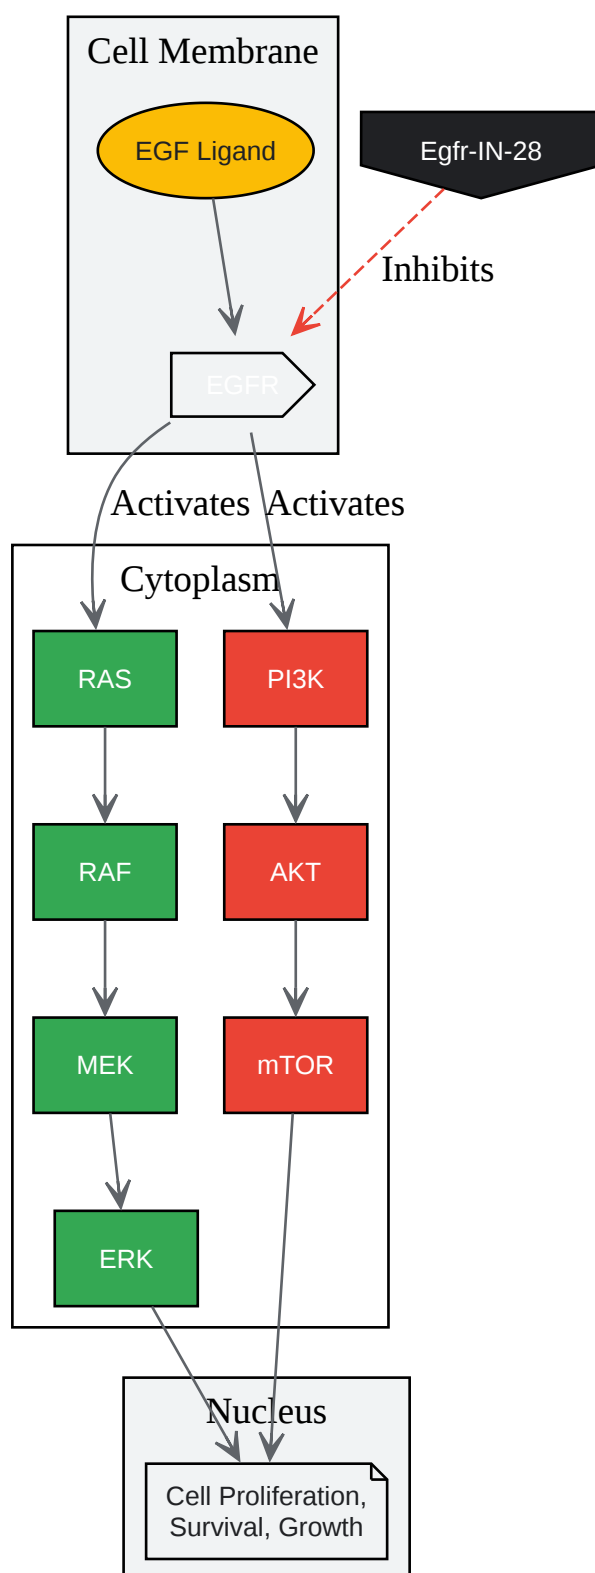 Cell Membrane
EGF Ligand
Egfr-IN-28
Inhibits
EGFR
Activates
Activates
Cytoplasm
RAS
PI3K
RAF
AKT
MEK
mTOR
ERK
Nucleus
Cell Proliferation,
Survival, Growth